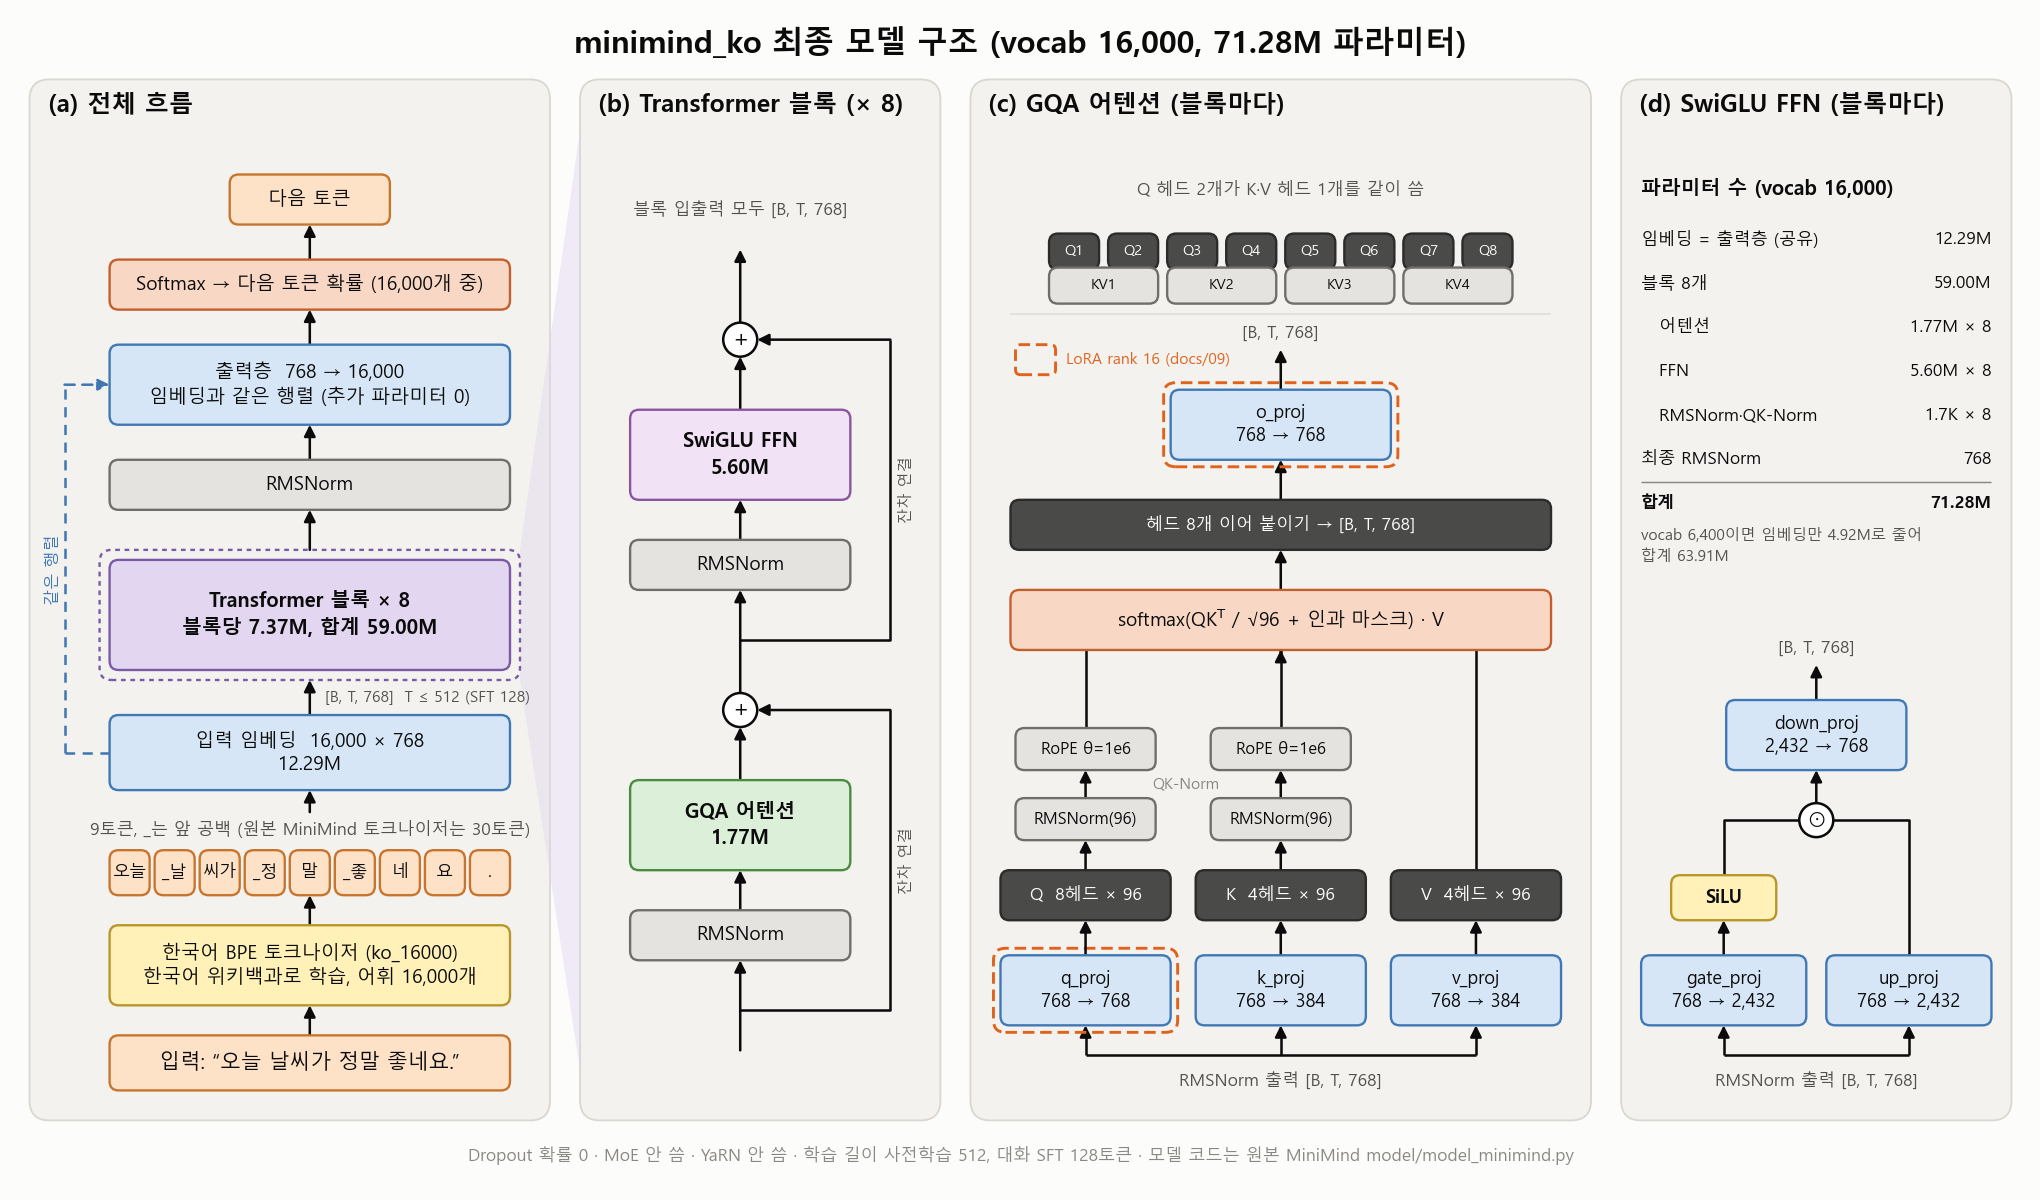 minimind_ko 최종 모델 구조 (vocab 16,000, 71.28M 파라미터)
(a) 전체 흐름
다음 토큰
Softmax → 다음 토큰 확률 (16,000개 중)
출력층 768 → 16,000
임베딩과 같은 행렬 (추가 파라미터 0)
RMSNorm
같은 행렬
Transformer 블록 × 8
블록당 7.37M, 합계 59.00M
[B, T, 768] T ≤ 512 (SFT 128)
입력 임베딩 16,000 × 768
12.29M
9토큰, _는 앞 공백 (원본 MiniMind 토크나이저는 30토큰)
오늘 _날 씨가 _정 말 _좋 네 요 .
한국어 BPE 토크나이저 (ko_16000)
한국어 위키백과로 학습, 어휘 16,000개
입력: “오늘 날씨가 정말 좋네요.”
(b) Transformer 블록 (× 8)
블록 입출력 모두 [B, T, 768]
+
SwiGLU FFN
5.60M
잔차 연결
RMSNorm
+
GQA 어텐션
1.77M
잔차 연결
RMSNorm
(c) GQA 어텐션 (블록마다)
Q 헤드 2개가 K·V 헤드 1개를 같이 씀
Q1 Q2 Q3 Q4 Q5 Q6 Q7 Q8
KV1 KV2 KV3 KV4
[B, T, 768]
LoRA rank 16 (docs/09)
o_proj
768 → 768
헤드 8개 이어 붙이기 → [B, T, 768]
softmax(QKᵀ / √96 + 인과 마스크) · V
RoPE θ=1e6 RoPE θ=1e6
QK-Norm
RMSNorm(96) RMSNorm(96)
Q 8헤드 × 96 K 4헤드 × 96 V 4헤드 × 96
q_proj k_proj v_proj
768 → 768 768 → 384 768 → 384
RMSNorm 출력 [B, T, 768]
(d) SwiGLU FFN (블록마다)
파라미터 수 (vocab 16,000)
임베딩 = 출력층 (공유) 12.29M
블록 8개 59.00M
어텐션 1.77M × 8
FFN 5.60M × 8
RMSNorm·QK-Norm 1.7K × 8
최종 RMSNorm 768
합계 71.28M
vocab 6,400이면 임베딩만 4.92M로 줄어
합계 63.91M
[B, T, 768]
down_proj
2,432 → 768
⊙
SiLU
gate_proj up_proj
768 → 2,432 768 → 2,432
RMSNorm 출력 [B, T, 768]
Dropout 확률 0 · MoE 안 씀 · YaRN 안 씀 · 학습 길이 사전학습 512, 대화 SFT 128토큰 · 모델 코드는 원본 MiniMind model/model_minimind.py